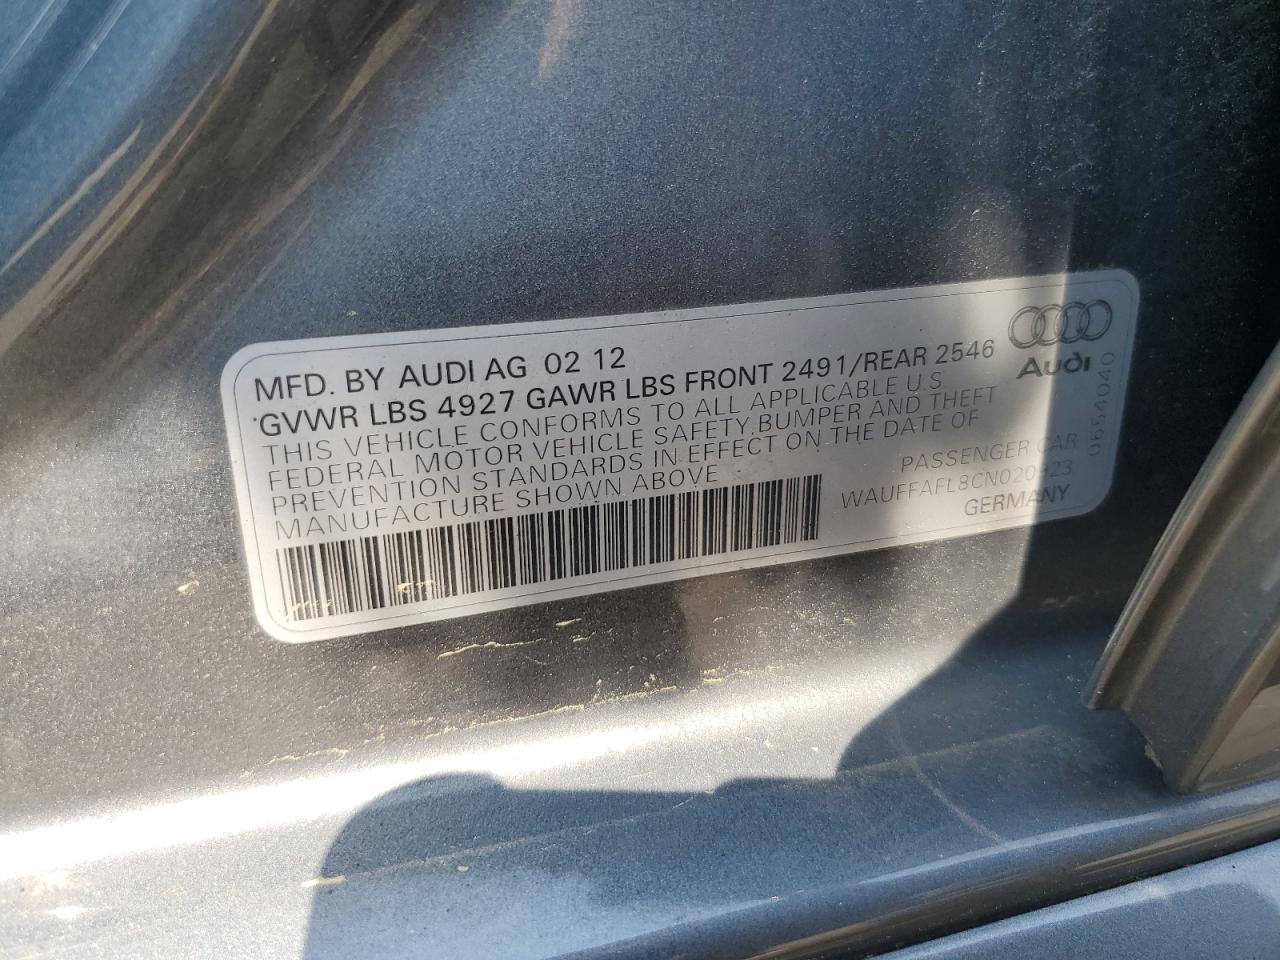 MFD. BY AUDI AG 02 12
GVWR LBS 4927 GAWR LBS FRONT 2491/REAR 2546
THIS VEHICLE CONFORMS TO ALL APPLICABLE U S
FEDERAL MOTOR VEHICLE SAFETY, BUMPER AND THEFT
PREVENTION STANDARDS IN EFFECT ON THE DATE OF
MANUFACTURE SHOWN ABOVE
PASSENGER CAR
GERMANY
Audi
0654040